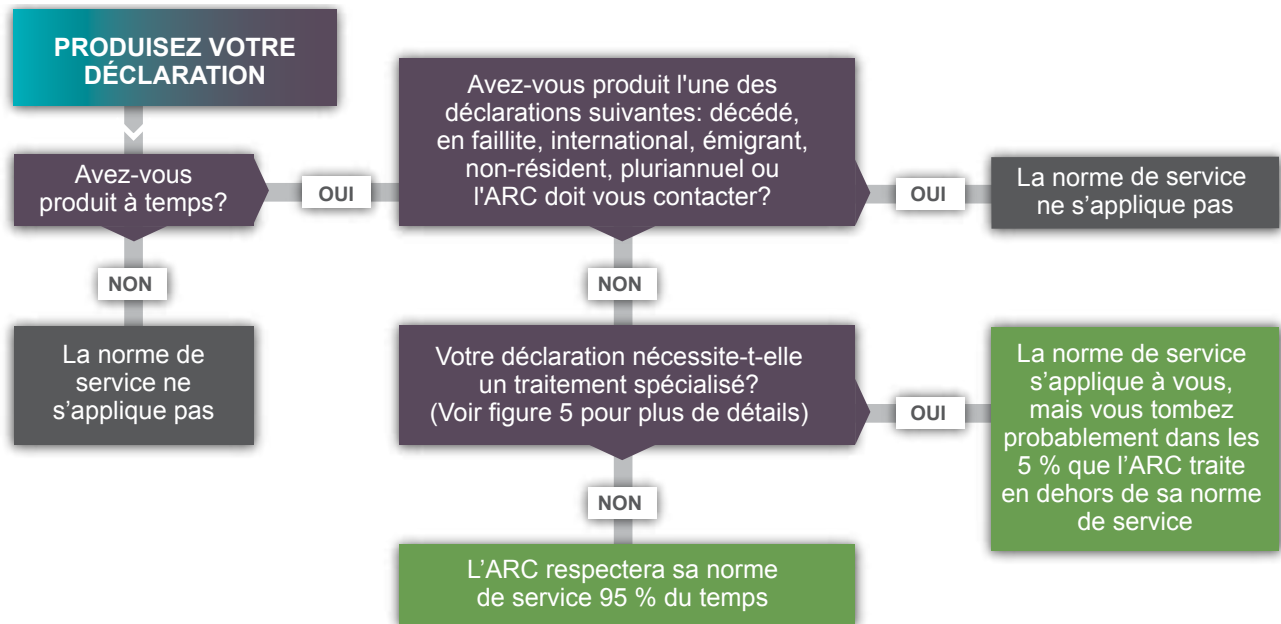 PRODUISEZ VOTRE
DÉCLARATION
Avez-vous
produit à temps?
OUI
Avez-vous produit l'une des
déclarations suivantes: décédé,
en faillite, international, émigrant,
non-résident, pluriannuel ou
l'ARC doit vous contacter?
OUI
La norme de service
ne s’applique pas
NON
La norme de
service ne
s’applique pas
NON
Votre déclaration nécessite-t-elle
un traitement spécialisé?
(Voir figure 5 pour plus de détails)
OUI
La norme de service
s’applique à vous,
mais vous tombez
probablement dans les
5 % que l’ARC traite
en dehors de sa norme
de service
NON
L’ARC respectera sa norme
de service 95 % du temps